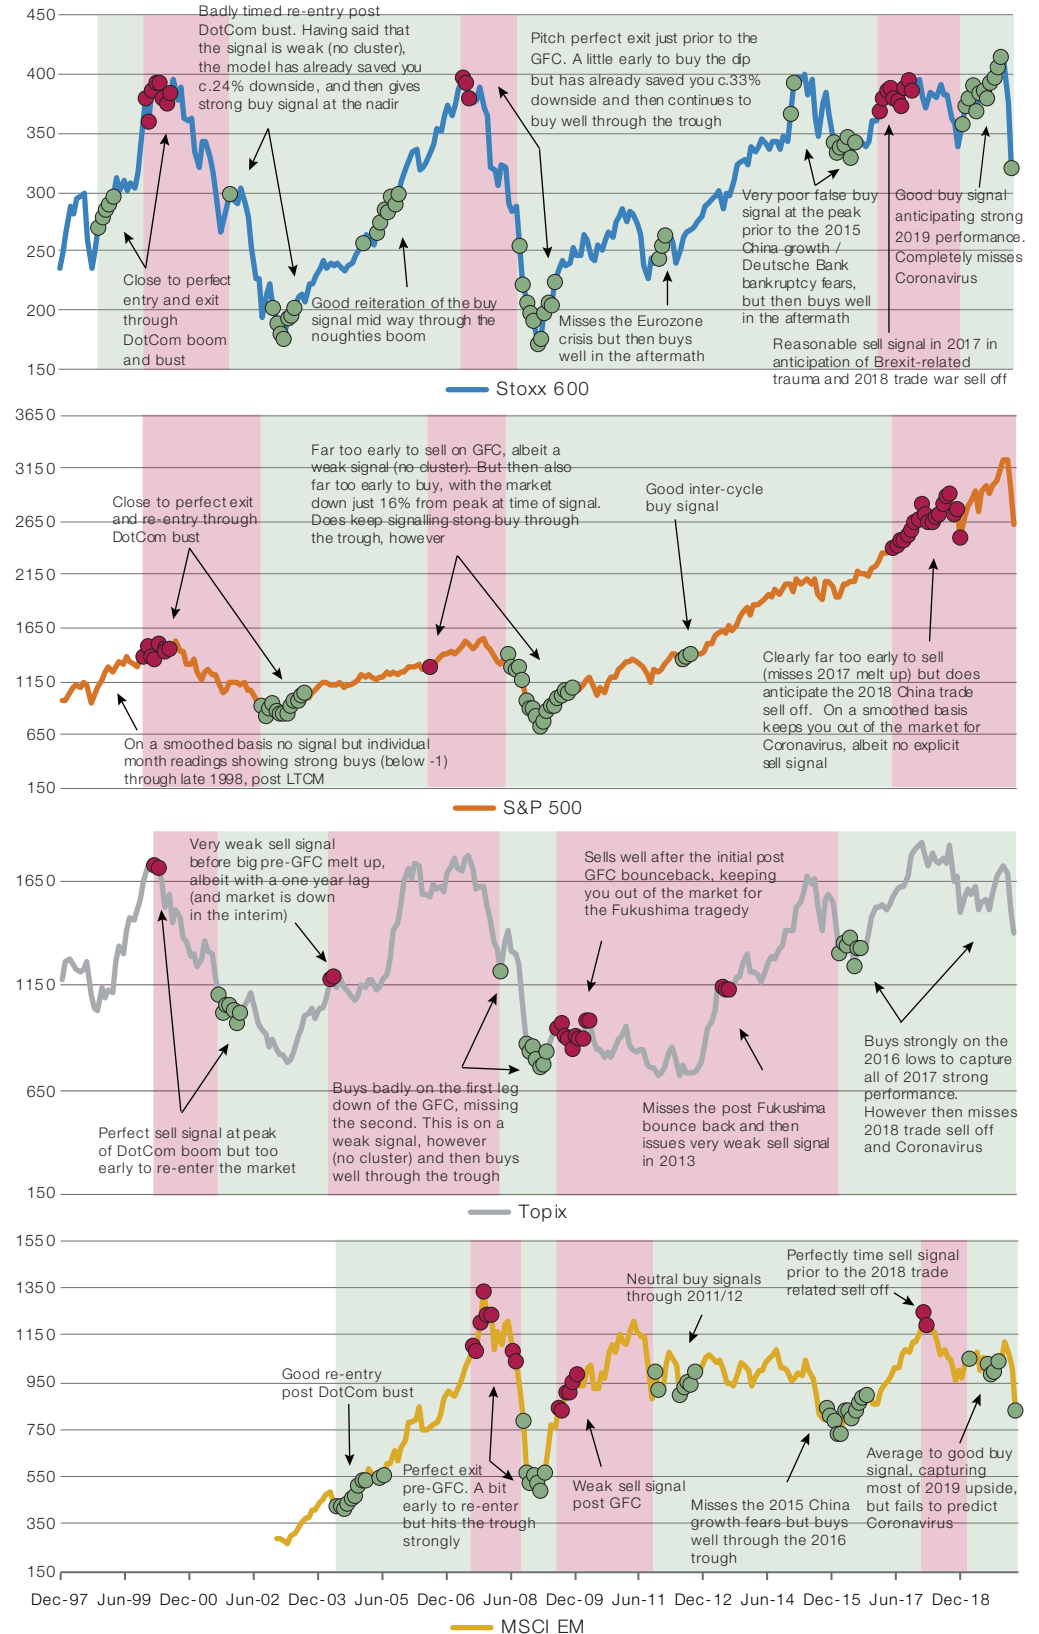 450
400
350
300
250
200
150
Badly timed re-entry post
DotCom bust. Having said that
the signal is weak (no cluster),
the model has already saved you
c.24% downside, and then gives
strong buy signal at the nadir
Pitch perfect exit just prior to the
GFC. A little early to buy the dip
but has already saved you c.33%
downside and then continues to
buy well through the trough
Close to perfect
entry and exit
through
DotCom boom
and bust
Good reiteration of the buy
signal mid way through the
noughties boom
Misses the Eurozone
crisis but then buys
well in the aftermath
Very poor false buy
signal at the peak
prior to the 2015
China growth /
Deutsche Bank
bankruptcy fears,
but then buys well
in the aftermath
Good buy signal
anticipating strong
2019 performance.
Completely misses
Coronavirus
Reasonable sell signal in 2017 in
anticipation of Brexit-related
trauma and 2018 trade war sell off
Stoxx 600
3650
3150
2650
2150
1650
1150
650
150
Close to perfect exit
and re-entry through
DotCom bust
Far too early to sell on GFC, albeit a
weak signal (no cluster). But then also
far too early to buy, with the market
down just 16% from peak at time of signal.
Does keep signalling stong buy through
the trough, however
Good inter-cycle
buy signal
On a smoothed basis no signal but individual
month readings showing strong buys (below -1)
through late 1998, post LTCM
Clearly far too early to sell
(misses 2017 melt up) but does
anticipate the 2018 China trade
sell off. On a smoothed basis
keeps you out of the market for
Coronavirus, albeit no explicit
sell signal
S&P 500
1650
1150
650
150
Very weak sell signal
before big pre-GFC melt up,
albeit with a one year lag
(and market is down
in the interim)
Sells well after the initial post
GFC bounceback, keeping
you out of the market for
the Fukushima tragedy
Perfect sell signal at peak
of DotCom boom but too
early to re-enter the market
Buys badly on the first leg
down of the GFC, missing
the second. This is on a
weak signal, however
(no cluster) and then buys
well through the trough
Misses the post Fukushima
bounce back and then
issues very weak sell signal
in 2013
Buys strongly on the
2016 lows to capture
all of 2017 strong
performance.
However then misses
2018 trade sell off
and Coronavirus
Topix
1550
1350
1150
950
750
550
350
150
Good re-entry
post DotCom bust
Perfect exit
pre-GFC. A bit
early to re-enter
but hits the trough
strongly
Neutral buy signals
through 2011/12
Perfectly time sell signal
prior to the 2018 trade
related sell off
Weak sell signal
post GFC
Misses the 2015 China
growth fears but buys
well through the 2016
trough
Average to good buy
signal, capturing
most of 2019 upside,
but fails to predict
Coronavirus
Dec-97 Jun-99 Dec-00 Jun-02 Dec-03 Jun-05 Dec-06 Jun-08 Dec-09 Jun-11 Dec-12 Jun-14 Dec-15 Jun-17 Dec-18
MSCI EM